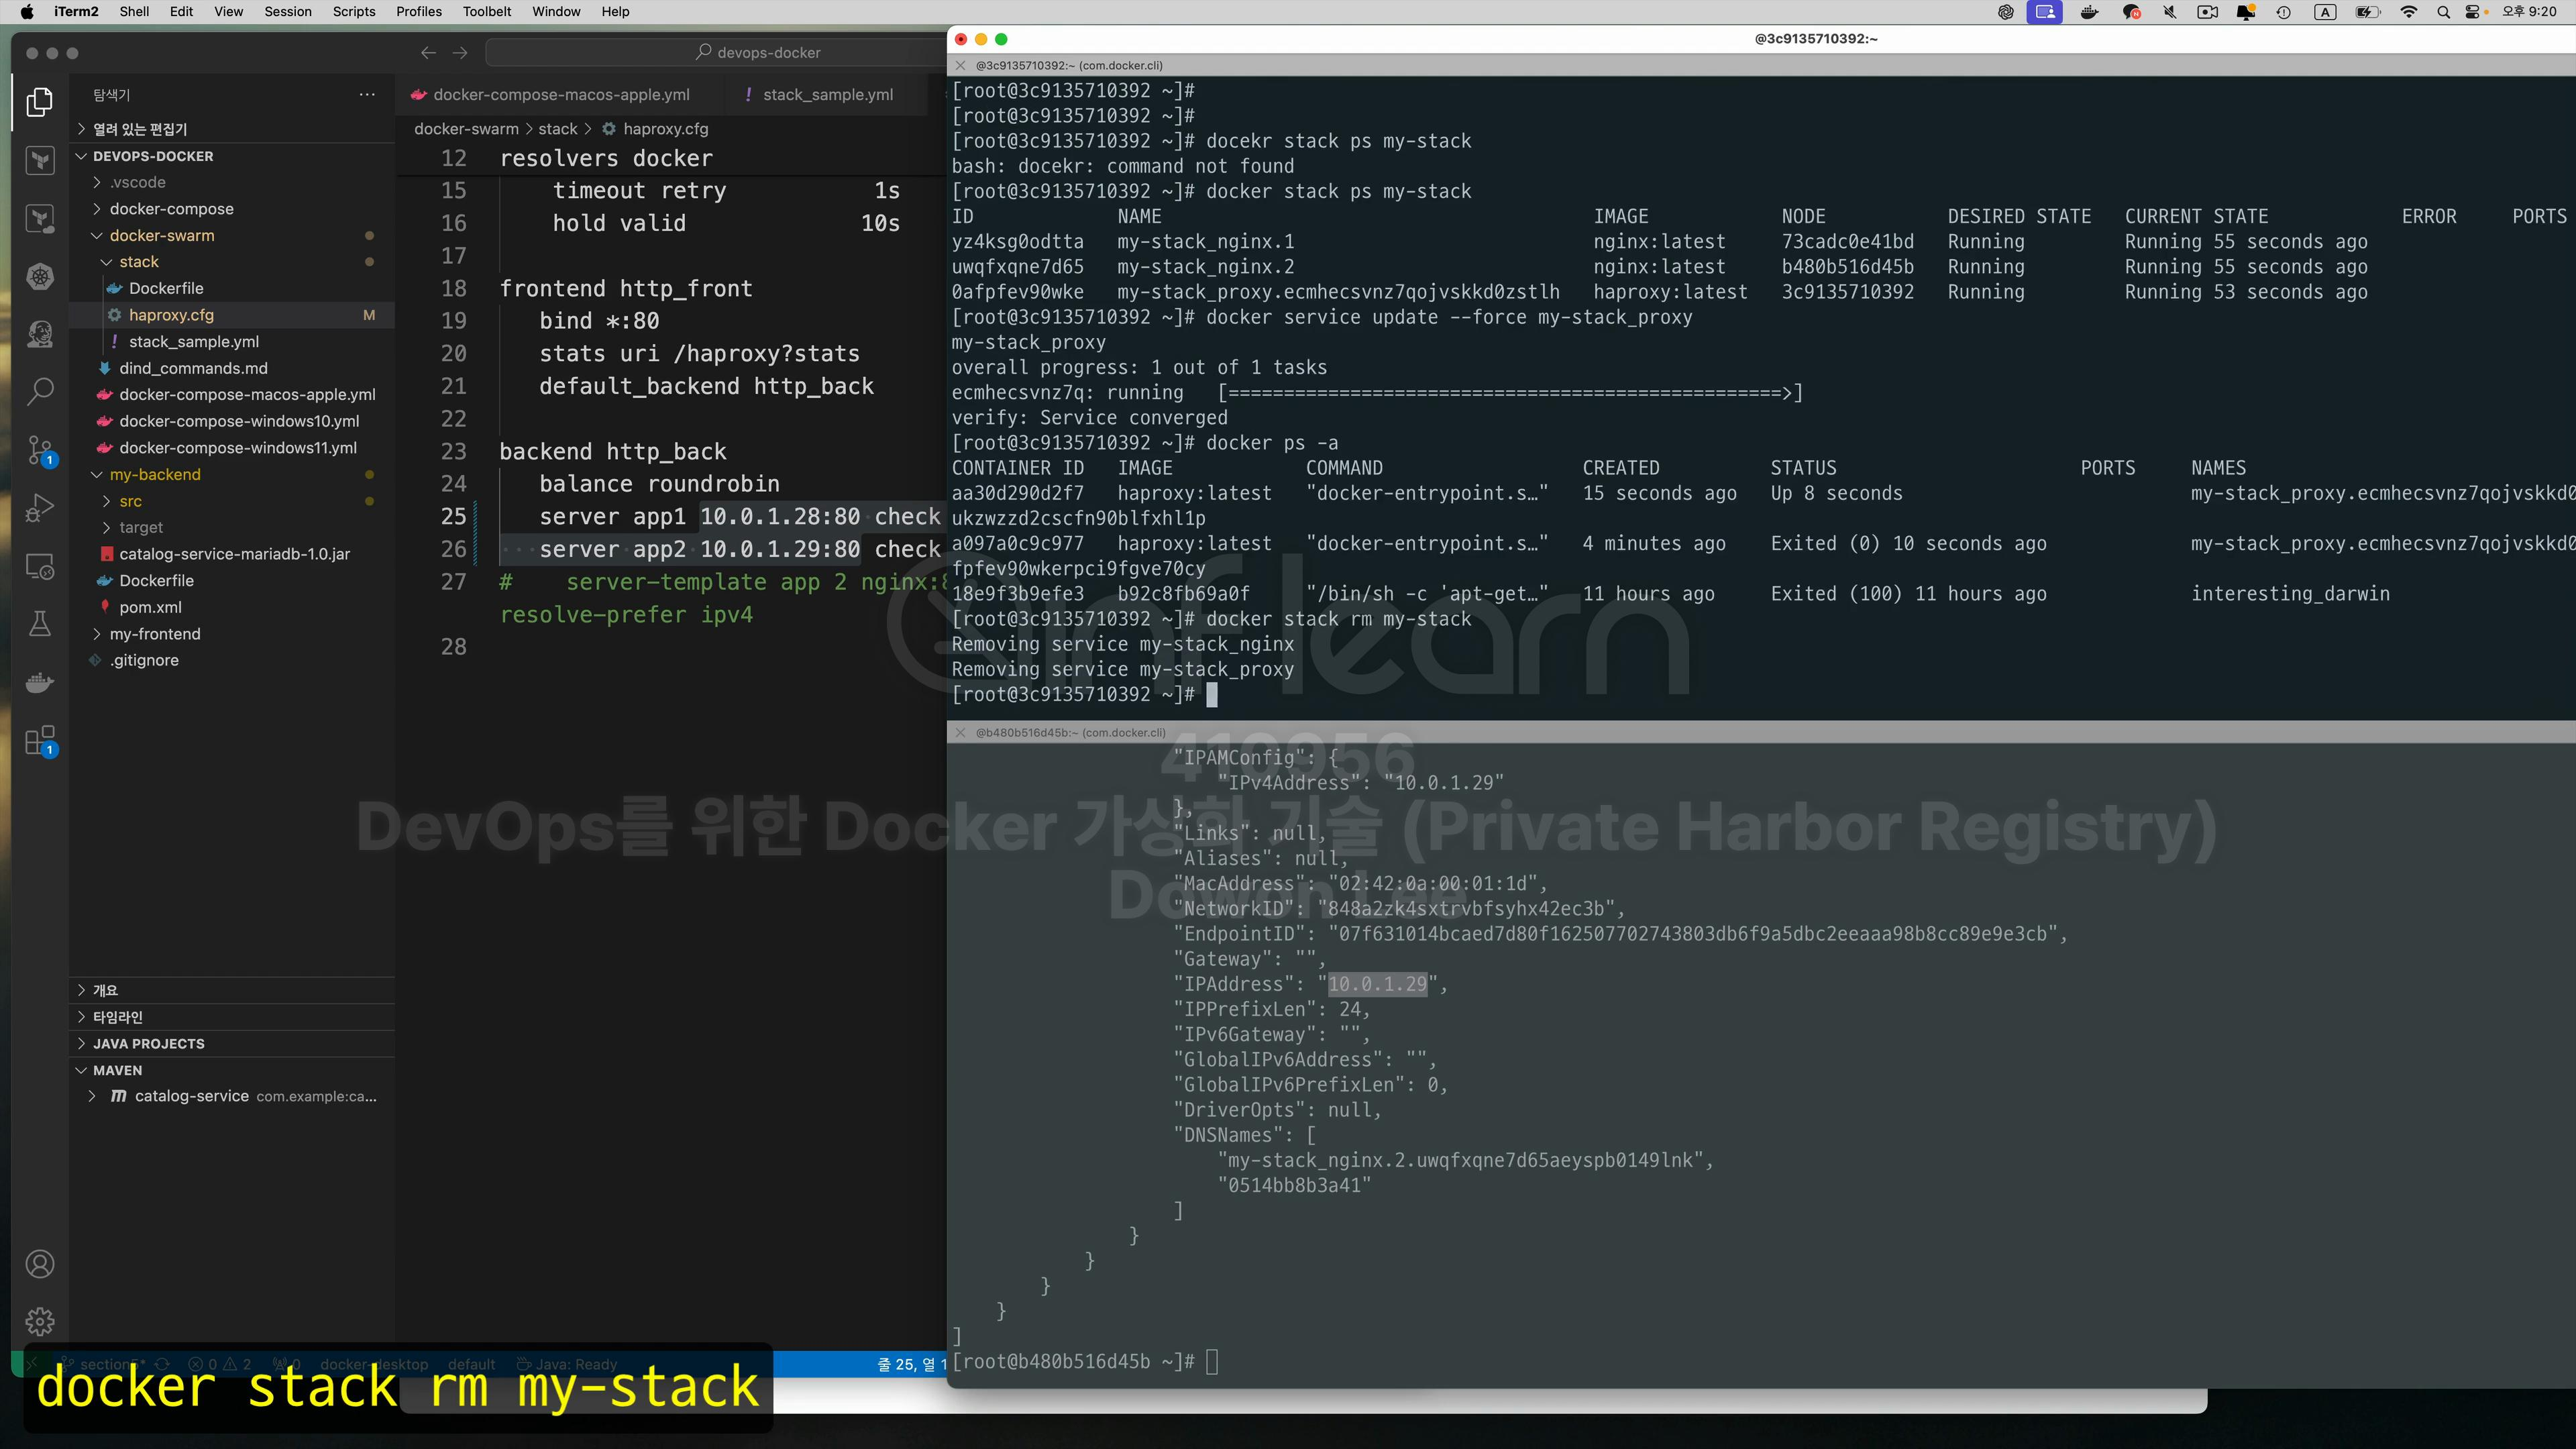 iTerm2 Shell Edit View Session Scripts Profiles Toolbelt Window Help
A 오후 9:20
devops-docker
탐색기
열려 있는 편집기
DEVOPS-DOCKER
.vscode
docker-compose
docker-swarm
stack
Dockerfile
haproxy.cfg M
stack_sample.yml
dind_commands.md
docker-compose-macos-apple.yml
docker-compose-windows10.yml
docker-compose-windows11.yml
my-backend
src
target
catalog-service-mariadb-1.0.jar
Dockerfile
pom.xml
my-frontend
.gitignore
개요
타임라인
JAVA PROJECTS
MAVEN
catalog-service com.example:ca...
1
1
docker-compose-macos-apple.yml ! stack_sample.yml
docker-swarm > stack > haproxy.cfg
12 resolvers docker
15 timeout retry 1s
16 hold valid 10s
17
18 frontend http_front
19 bind *:80
20 stats uri /haproxy?stats
21 default_backend http_back
22
23 backend http_back
24 balance roundrobin
25 server app1 10.0.1.28:80 check
26 server app2 10.0.1.29:80 check
27 # server-template app 2 nginx:8
resolve-prefer ipv4
28
0 2 0 docker-desktop default Java: Ready
줄 25, 열 1
@3c9135710392:~
@3c9135710392:~ (com.docker.cli)
[root@3c9135710392 ~]#
[root@3c9135710392 ~]#
[root@3c9135710392 ~]# docekr stack ps my-stack
bash: docekr: command not found
[root@3c9135710392 ~]# docker stack ps my-stack
ID NAME IMAGE NODE DESIRED STATE CURRENT STATE ERROR PORTS
yz4ksg0odtta my-stack_nginx.1 nginx:latest 73cadc0e41bd Running Running 55 seconds ago
uwqfxqne7d65 my-stack_nginx.2 nginx:latest b480b516d45b Running Running 55 seconds ago
0afpfev90wke my-stack_proxy.ecmhecsvnz7qojvskkd0zstlh haproxy:latest 3c9135710392 Running Running 53 seconds ago
[root@3c9135710392 ~]# docker service update --force my-stack_proxy
my-stack_proxy
overall progress: 1 out of 1 tasks
ecmhecsvnz7q: running [==================================================>]
verify: Service converged
[root@3c9135710392 ~]# docker ps -a
CONTAINER ID IMAGE COMMAND CREATED STATUS PORTS NAMES
aa30d290d2f7 haproxy:latest "docker-entrypoint.s…" 15 seconds ago Up 8 seconds my-stack_proxy.ecmhecsvnz7qojvskkd0
ukzwzzd2cscfn90blfxhl1p
a097a0c9c977 haproxy:latest "docker-entrypoint.s…" 4 minutes ago Exited (0) 10 seconds ago my-stack_proxy.ecmhecsvnz7qojvskkd0
fpfev90wkerpci9fgve70cy
18e9f3b9efe3 b92c8fb69a0f "/bin/sh -c 'apt-get…" 11 hours ago Exited (100) 11 hours ago interesting_darwin
[root@3c9135710392 ~]# docker stack rm my-stack
Removing service my-stack_nginx
Removing service my-stack_proxy
[root@3c9135710392 ~]#
@b480b516d45b:~ (com.docker.cli)
"IPAMConfig": {
"IPv4Address": "10.0.1.29"
},
"Links": null,
"Aliases": null,
"MacAddress": "02:42:0a:00:01:1d",
"NetworkID": "848a2zk4sxtrvbfsyhx42ec3b",
"EndpointID": "07f631014bcaed7d80f162507702743803db6f9a5dbc2eeaaa98b8cc89e9e3cb",
"Gateway": "",
"IPAddress": "10.0.1.29",
"IPPrefixLen": 24,
"IPv6Gateway": "",
"GlobalIPv6Address": "",
"GlobalIPv6PrefixLen": 0,
"DriverOpts": null,
"DNSNames": [
"my-stack_nginx.2.uwqfxqne7d65aeyspb0149lnk",
"0514bb8b3a41"
]
}
}
}
}
]
[root@b480b516d45b ~]#
inflearn
410956
DevOps를 위한 Docker 가상화 기술 (Private Harbor Registry)
Dowon Lee
docker stack rm my-stack